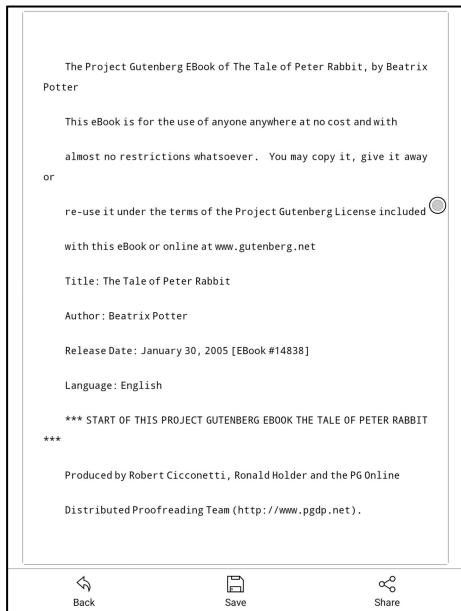 The Project Gutenberg EBook of The Tale of Peter Rabbit, by Beatrix
Potter
This eBook is for the use of anyone anywhere at no cost and with
almost no restrictions whatsoever.  You may copy it, give it away
or
re-use it under the terms of the Project Gutenberg License included
with this eBook or online at www.gutenberg.net
Title: The Tale of Peter Rabbit
Author: Beatrix Potter
Release Date: January 30, 2005 [EBook #14838]
Language: English
*** START OF THIS PROJECT GUTENBERG EBOOK THE TALE OF PETER RABBIT
***
Produced by Robert Cicconetti, Ronald Holder and the PG Online
Distributed Proofreading Team (http://www.pgdp.net).
Back
Save
Share